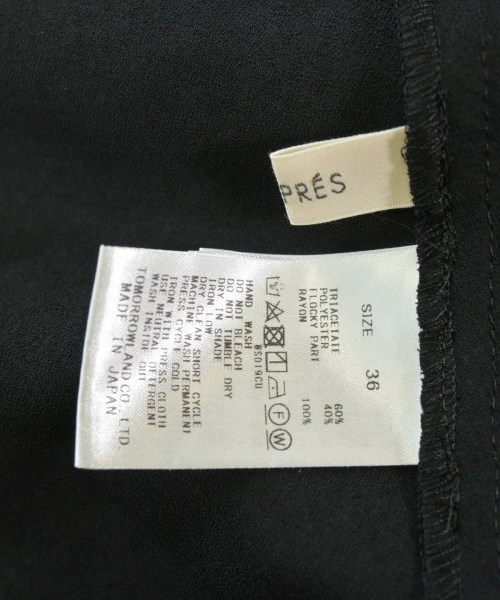 PRÉS
SIZE 36
TRIACETATE 60%
POLYESTER 40%
FLOCKY PART
RAYON 100%
WS019CU
HAND WASH
DO NOT BLEACH
DO NOT TUMBLE DRY
DRY IN SHADE
IRON LOW
DRY CLEAN SHORT CYCLE
MACHINE WASH PERMANENT
PRESS CYCLE COLD
IRON WITH PRESS CLOTH
USE NEUTRAL DETERGENT
WASH INSIDE OUT
TOMORROWLAND CO LTD.
MADE IN JAPAN